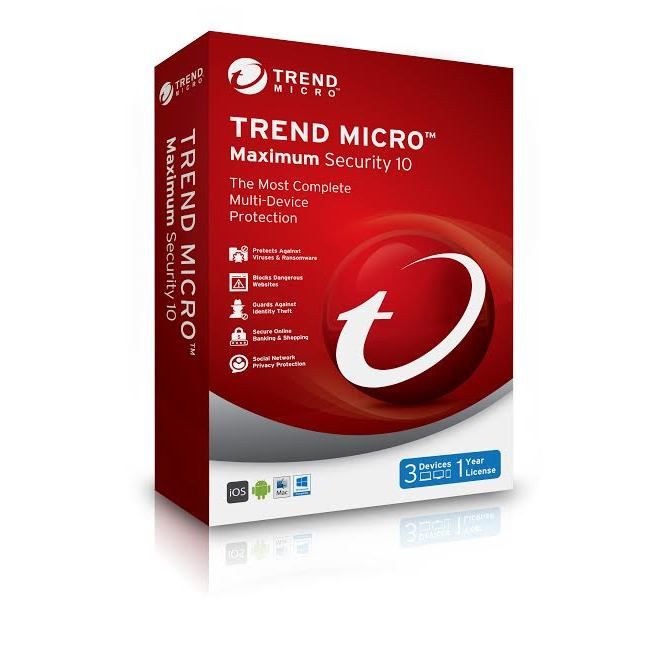 TREND
MICRO™
TREND MICRO™
Maximum Security 10
TREND
MICRO™
TREND MICRO™
Maximum Security 10
The Most Complete
Multi-Device
Protection
Protects Against
Viruses & Ransomware
Blocks Dangerous
Websites
Guards Against
Identity Theft
Secure Online
Banking & Shopping
Social Network
Privacy Protection
3 Devices 1 Year License
iOS
Mac